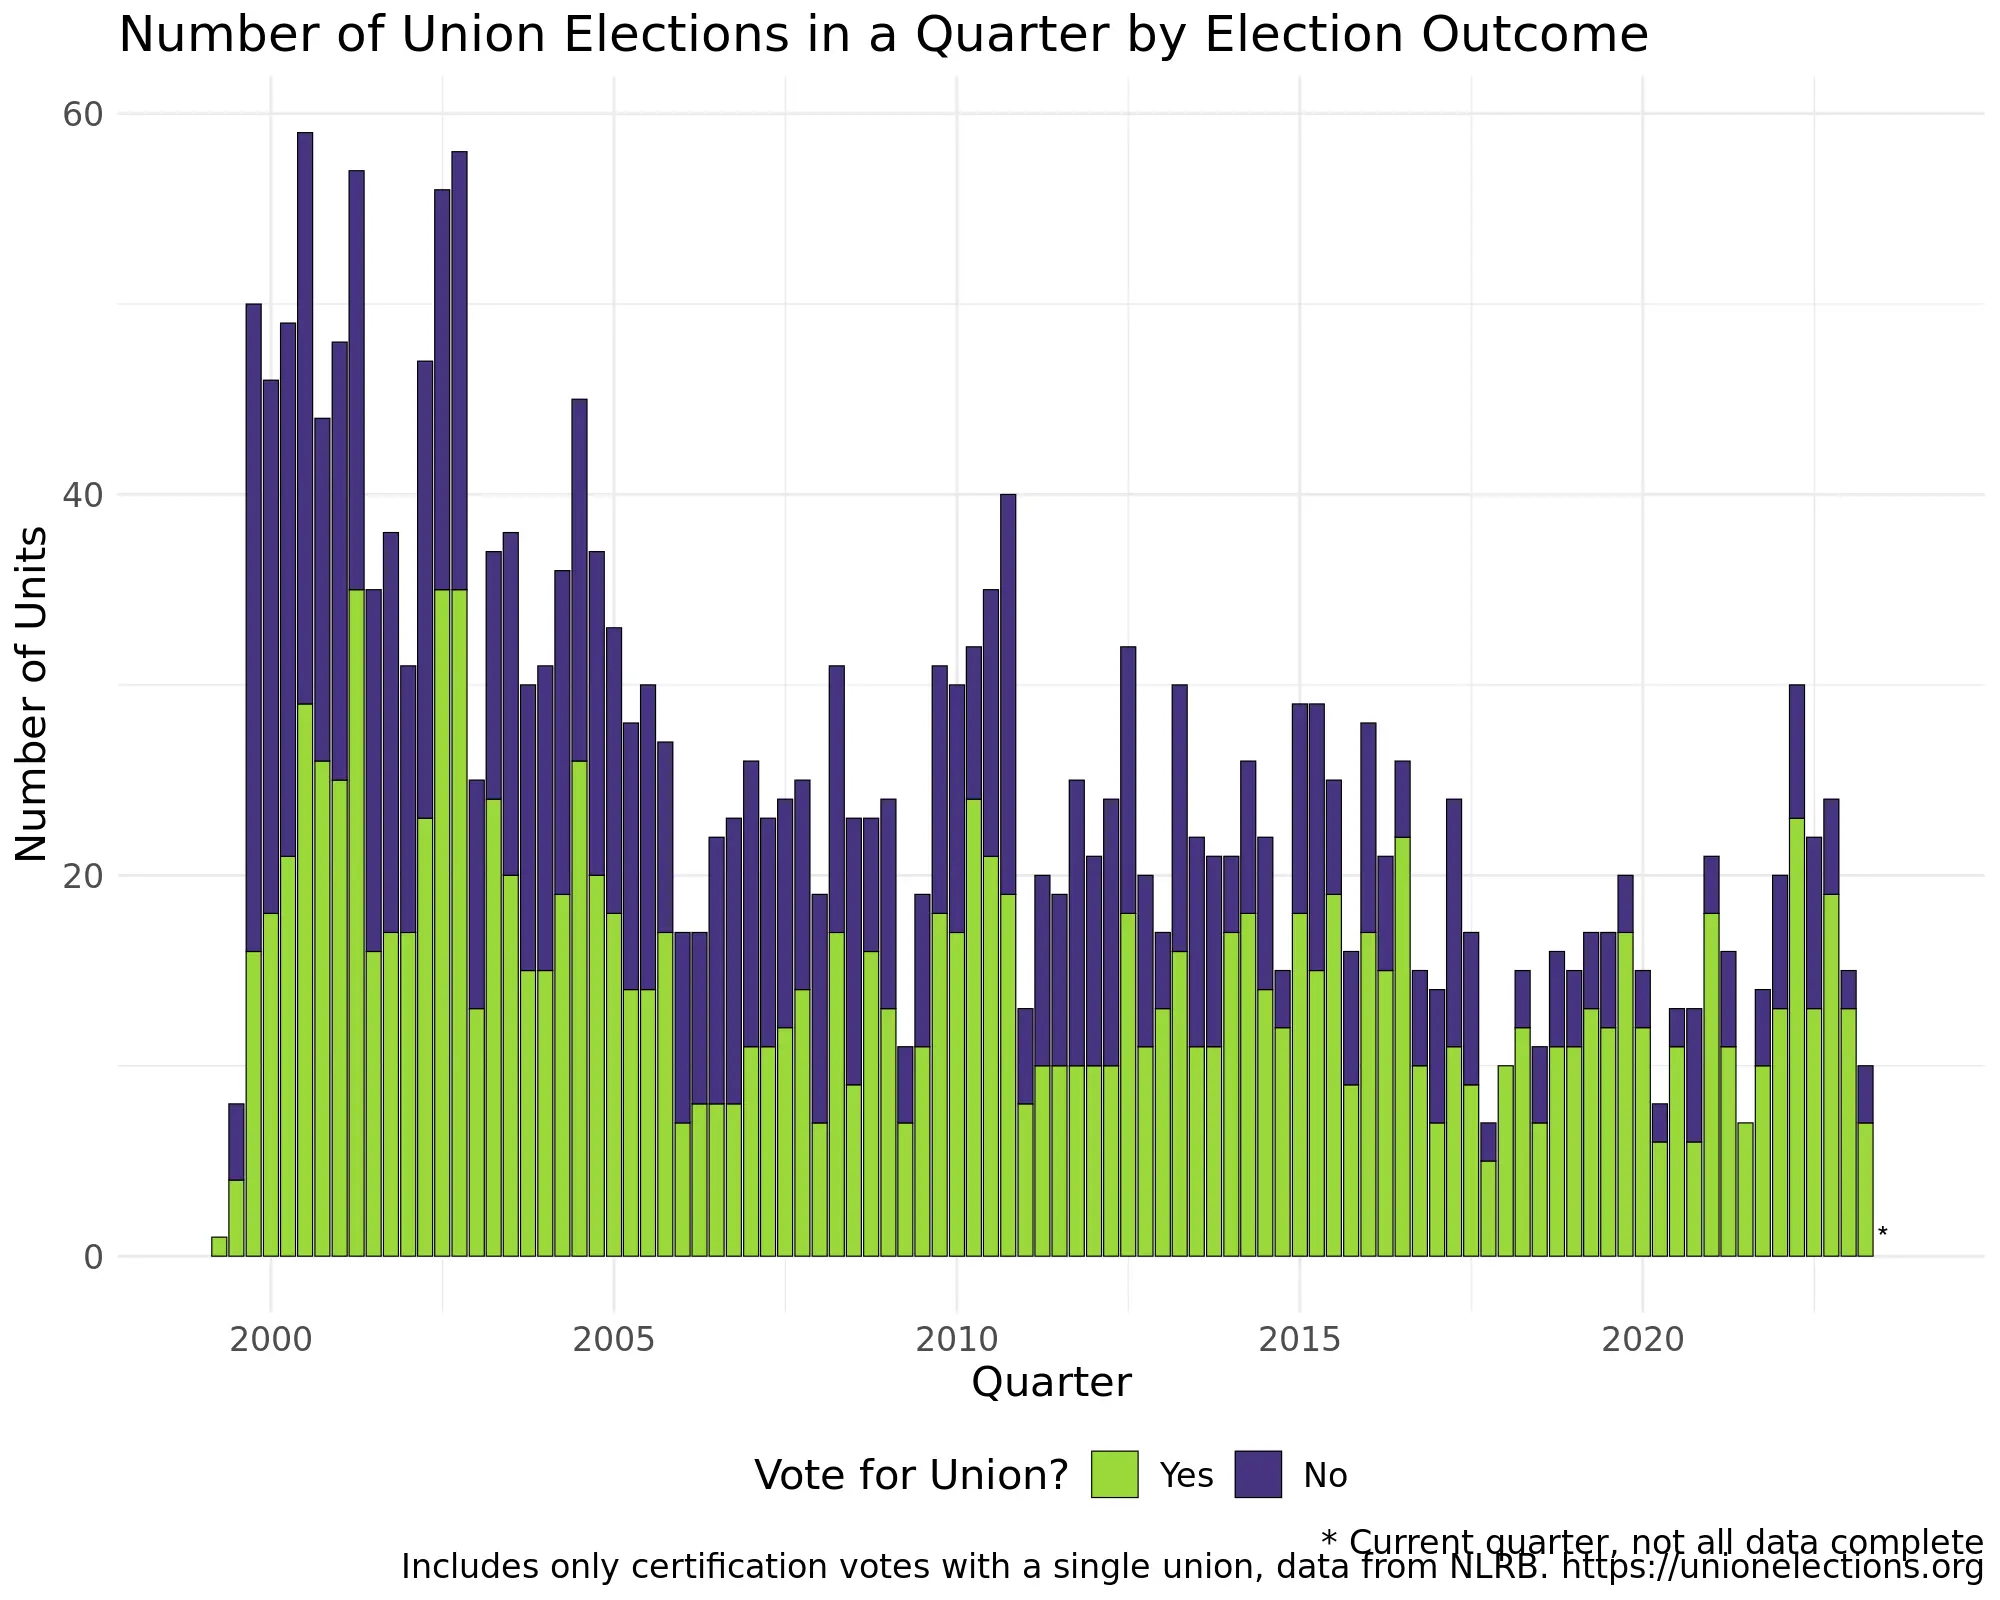 Number of Union Elections in a Quarter by Election Outcome
60
40
20
0
Number of Units
2000 2005 2010 2015 2020
*
Quarter
Vote for Union? Yes No
* Current quarter, not all data complete
Includes only certification votes with a single union, data from NLRB. https://unionelections.org